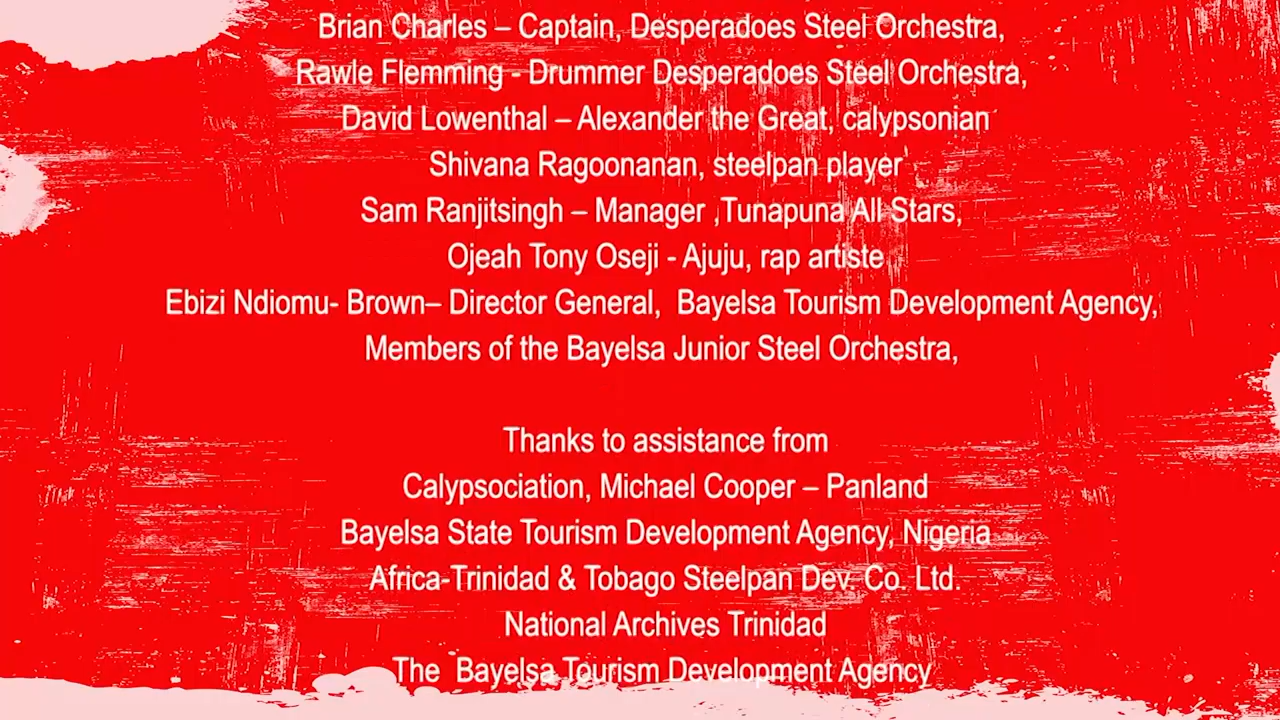 Brian Charles – Captain, Desperadoes Steel Orchestra,
Rawle Flemming - Drummer Desperadoes Steel Orchestra,
David Lowenthal – Alexander the Great, calypsonian
Shivana Ragoonanan, steelpan player
Sam Ranjitsingh – Manager ,Tunapuna All Stars,
Ojeah Tony Oseji - Ajuju, rap artiste
Ebizi Ndiomu- Brown– Director General,  Bayelsa Tourism Development Agency,
Members of the Bayelsa Junior Steel Orchestra,
Thanks to assistance from
Calypsociation, Michael Cooper – Panland
Bayelsa State Tourism Development Agency, Nigeria
Africa-Trinidad & Tobago Steelpan Dev. Co. Ltd.
National Archives Trinidad
The  Bayelsa Tourism Development Agency